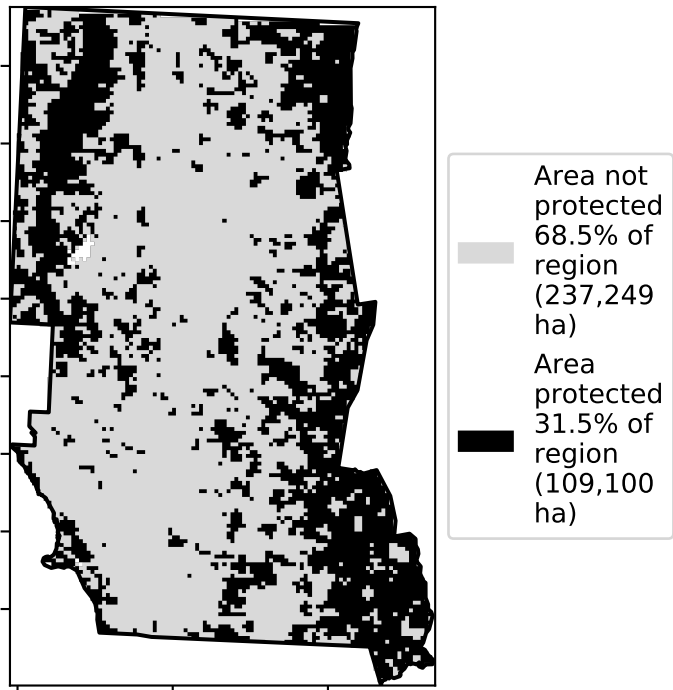 Area not
protected
68.5% of
region
(237,249
ha)
Area
protected
31.5% of
region
(109,100
ha)